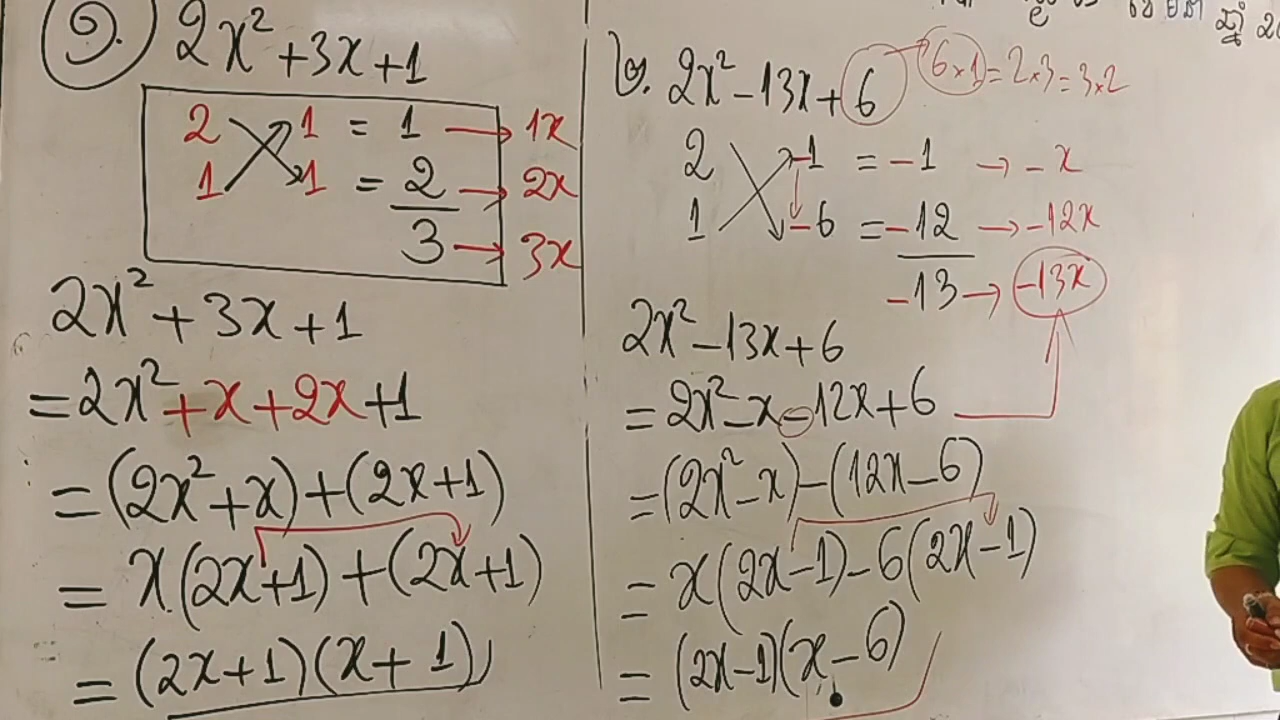 ១. 2x² + 3x + 1
2 1 = 1 → 1x
1 1 = 2 → 2x
3 → 3x
2x² + 3x + 1
= 2x² + x + 2x + 1
= (2x² + x) + (2x + 1)
= x(2x + 1) + (2x + 1)
= (2x + 1)(x + 1)
ខ. 2x² - 13x + 6 → 6×1 = 2×3 = 3×2
2 -1 = -1 → -x
1 -6 = -12 → -12x
-13 → -13x
2x² - 13x + 6
= 2x² - x - 12x + 6
= (2x² - x) - (12x - 6)
= x(2x - 1) - 6(2x - 1)
= (2x - 1)(x - 6)